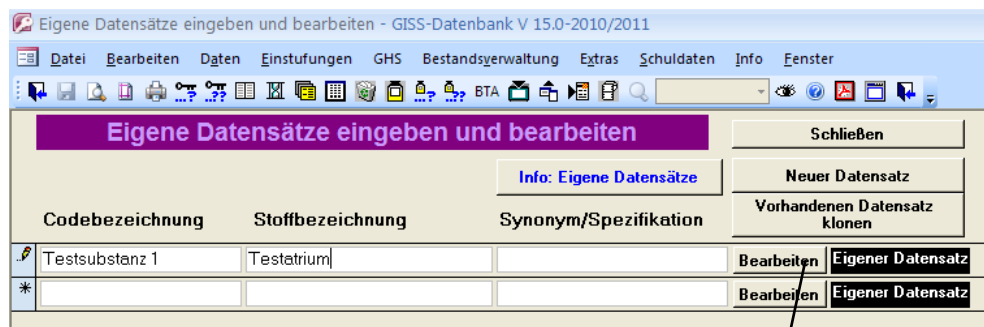 Eigene Datensätze eingeben und bearbeiten - GISS-Datenbank V 15.0-2010/2011
Datei Bearbeiten Daten Einstufungen GHS Bestandsverwaltung Extras Schuldaten Info Fenster
BTA
Eigene Datensätze eingeben und bearbeiten
Schließen
Info: Eigene Datensätze
Neuer Datensatz
Vorhandenen Datensatz
klonen
Codebezeichnung Stoffbezeichnung Synonym/Spezifikation
Testsubstanz 1 Testatrium Bearbeiten Eigener Datensatz
* Bearbeiten Eigener Datensatz